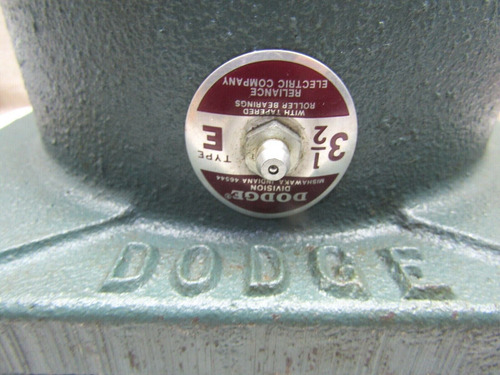 DODGE®
DIVISION
MISHAWAKA, INDIANA 46544
TYPE E 3 1/2
WITH TAPERED
ROLLER BEARINGS
RELIANCE
ELECTRIC COMPANY
DODGE